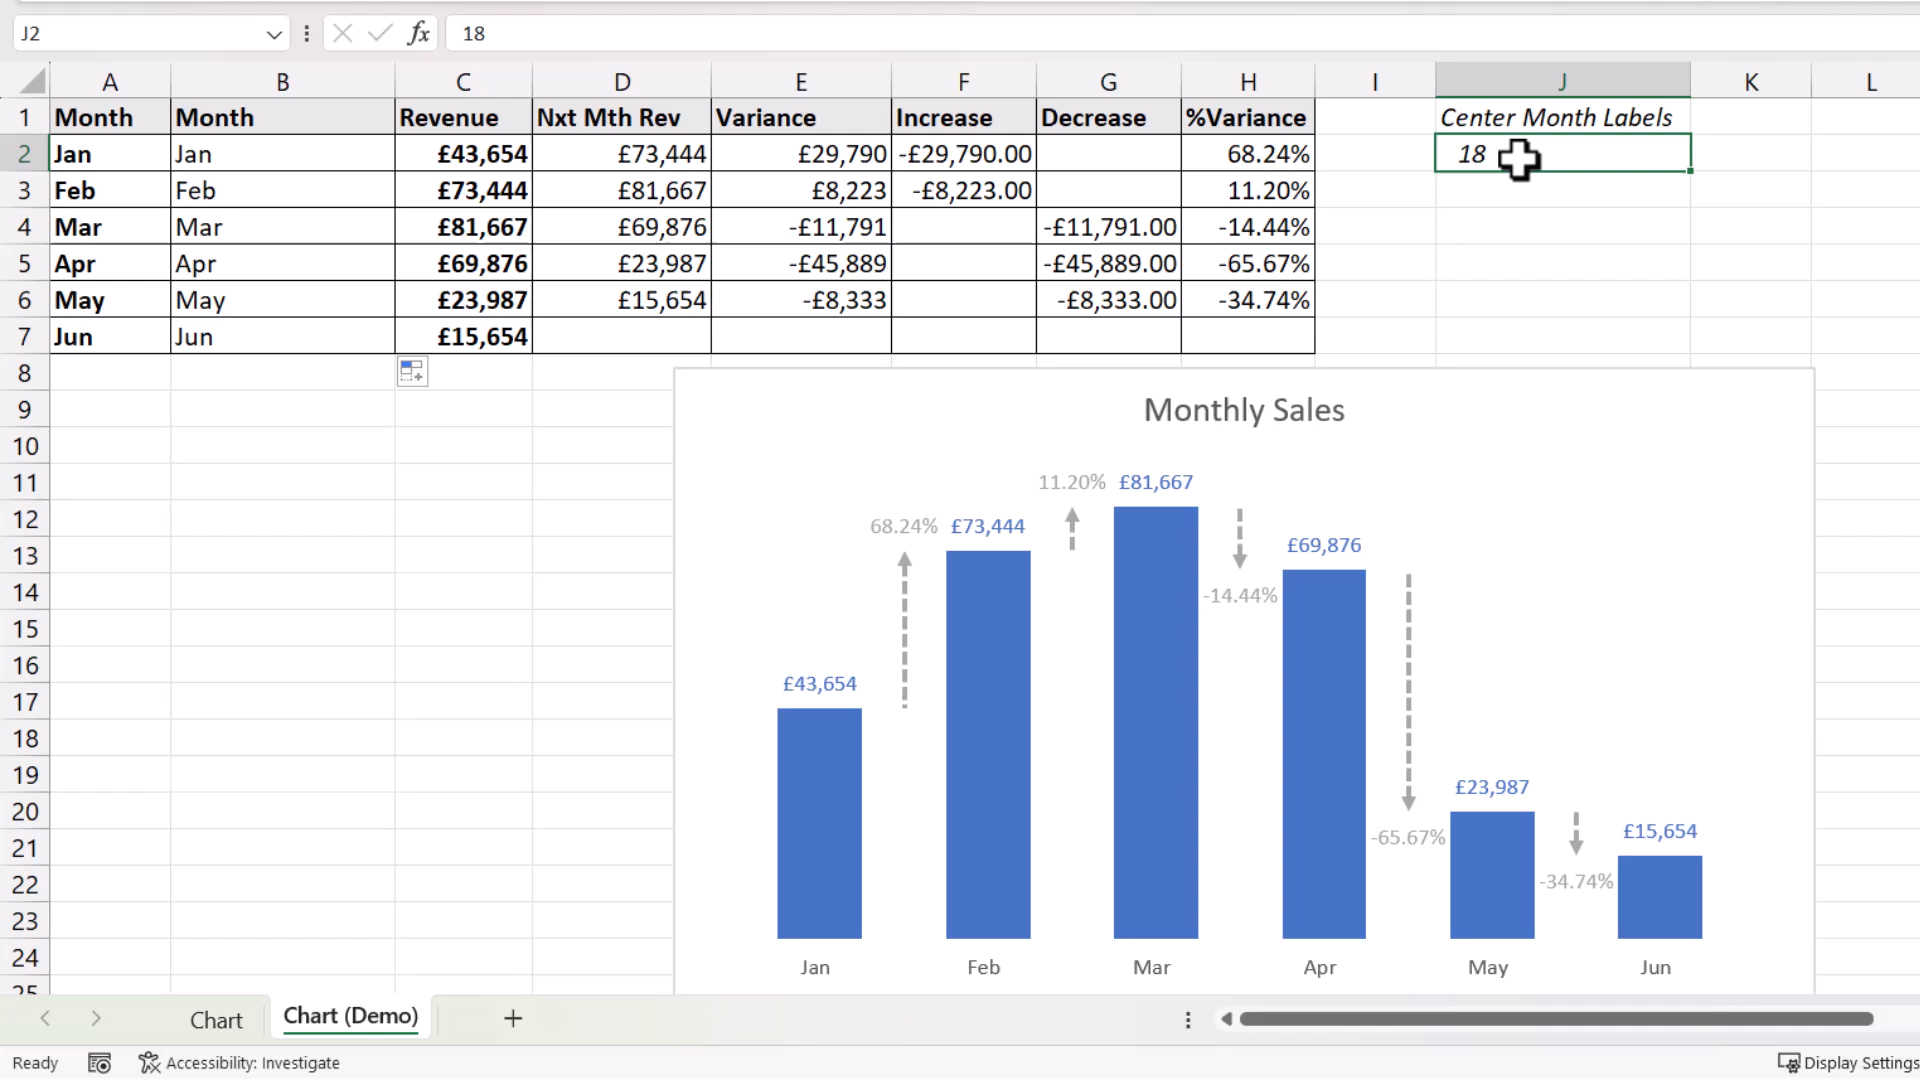 J2 fx 18
A B C D E F G H I J K L
1 Month Month Revenue Nxt Mth Rev Variance Increase Decrease %Variance Center Month Labels
2 Jan Jan £43,654 £73,444 £29,790 -£29,790.00 68.24% 18
3 Feb Feb £73,444 £81,667 £8,223 -£8,223.00 11.20%
4 Mar Mar £81,667 £69,876 -£11,791 -£11,791.00 -14.44%
5 Apr Apr £69,876 £23,987 -£45,889 -£45,889.00 -65.67%
6 May May £23,987 £15,654 -£8,333 -£8,333.00 -34.74%
7 Jun Jun £15,654
8
9 Monthly Sales
10
11 11.20% £81,667
12 68.24% £73,444
13 £69,876
14 -14.44%
15
16
17 £43,654
18
19
20 £23,987
21 -65.67% £15,654
22 -34.74%
23
24 Jan Feb Mar Apr May Jun
25
Chart Chart (Demo) +
Ready Accessibility: Investigate Display Settings